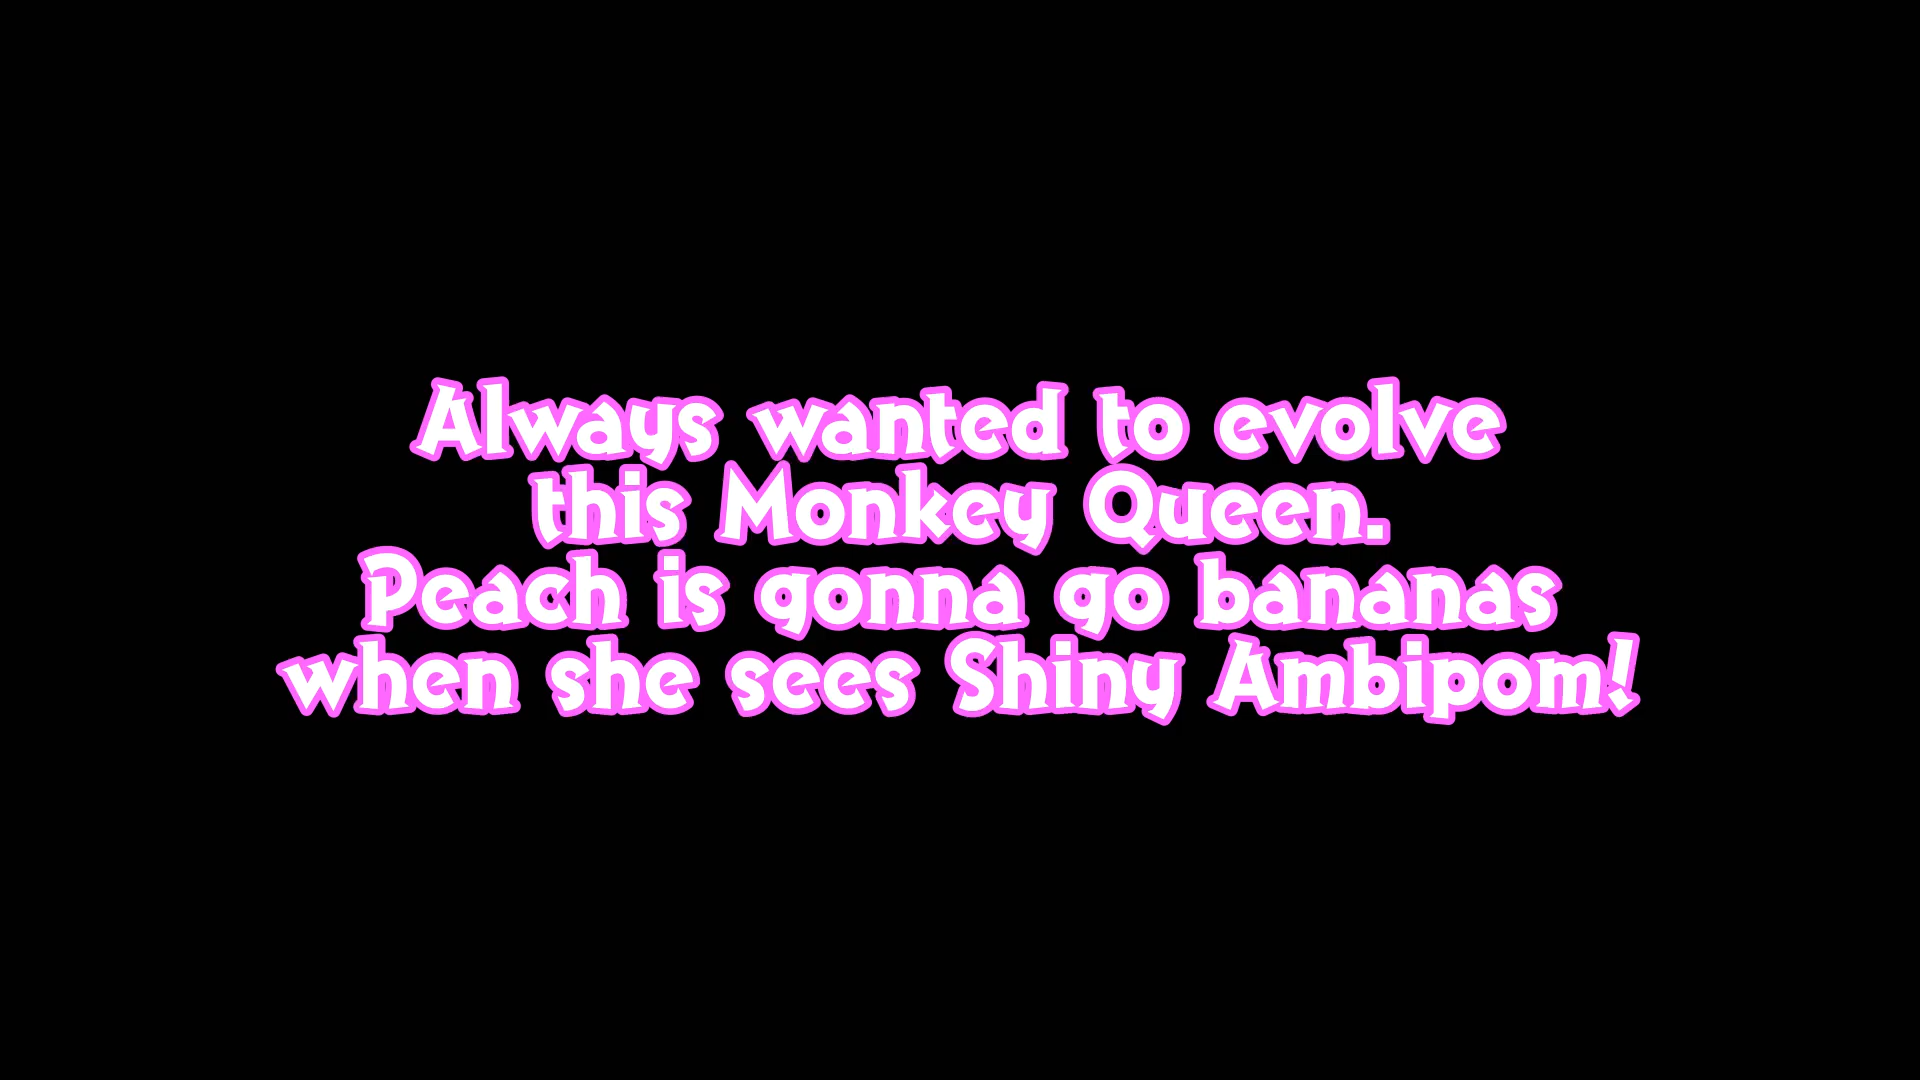 Always wanted to evolve
this Monkey Queen.
Peach is gonna go bananas
when she sees Shiny Ambipom!